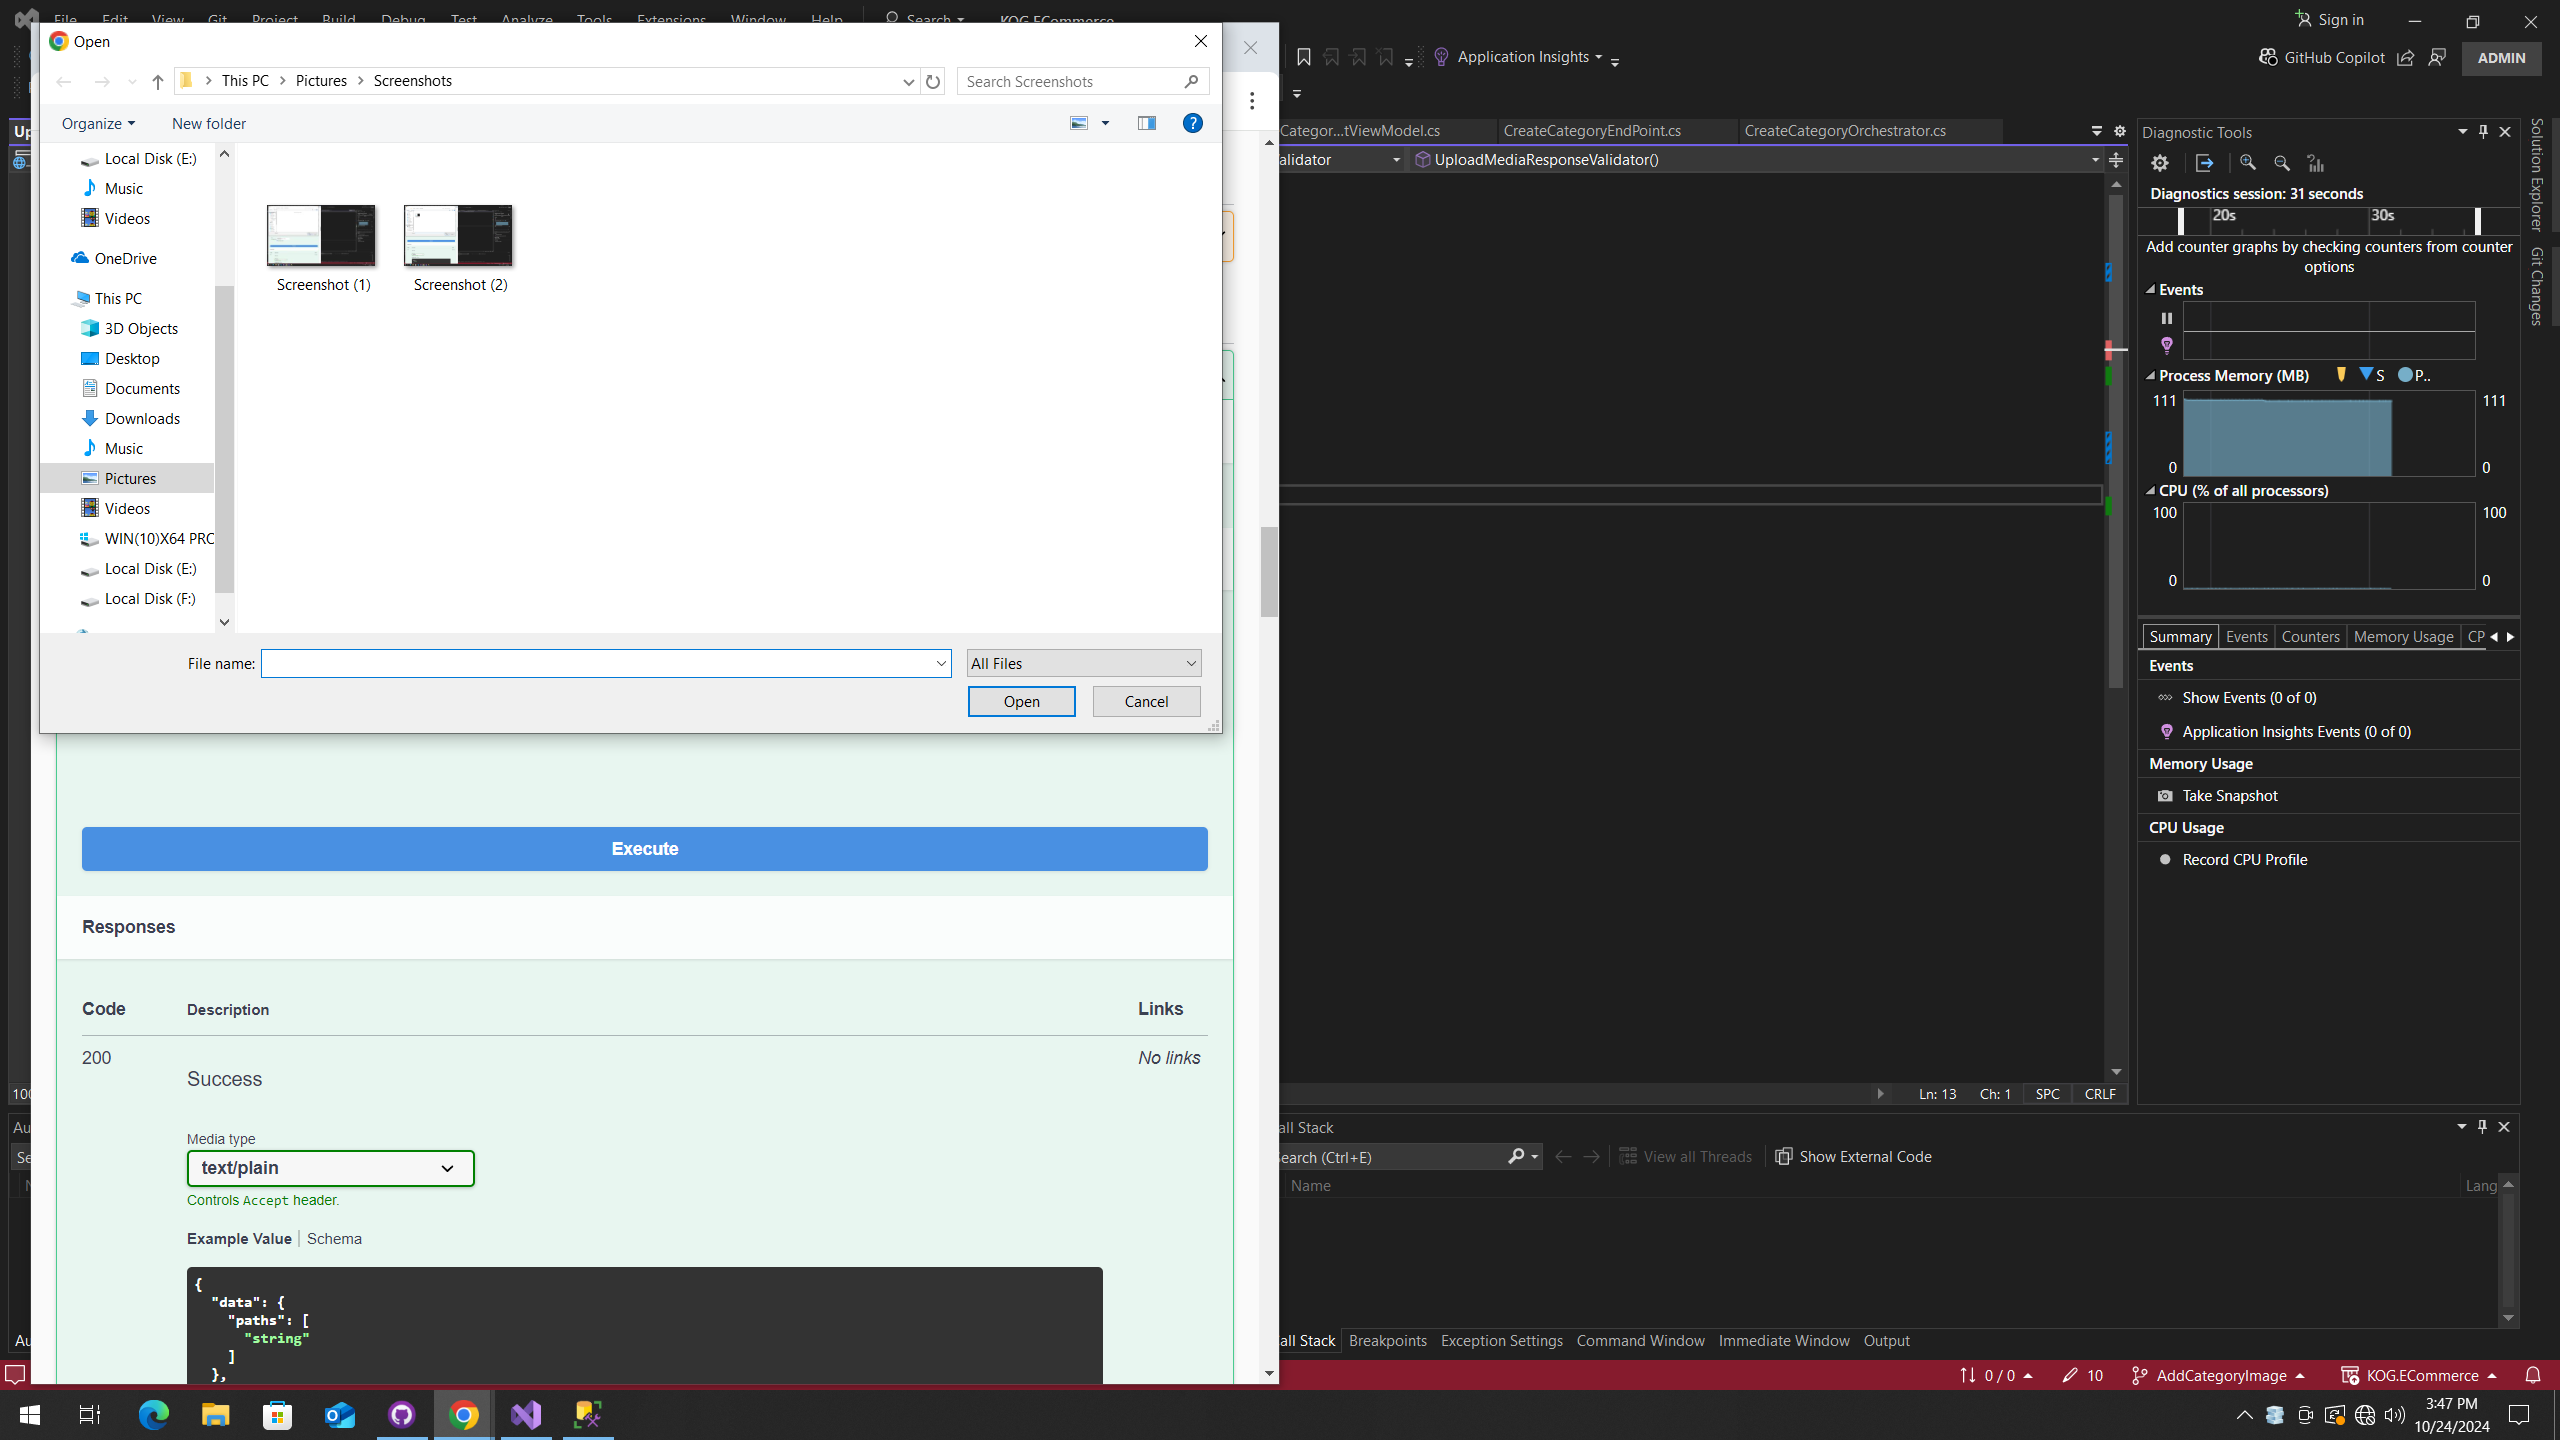 File Edit View Git Project Build Debug Test Analyze Tools Extensions Window Help Search KOG.ECommerce
Sign in
Open
This PC Pictures Screenshots
Search Screenshots
Application Insights
GitHub Copilot
ADMIN
Organize
New folder
Up
Categor...tViewModel.cs
CreateCategoryEndPoint.cs
CreateCategoryOrchestrator.cs
alidator
UploadMediaResponseValidator()
Local Disk (E:)
Music
Videos
OneDrive
This PC
3D Objects
Desktop
Documents
Downloads
Music
Pictures
Videos
WIN(10)X64 PRO
Local Disk (E:)
Local Disk (F:)
Screenshot (1)
Screenshot (2)
File name:
All Files
Open
Cancel
Execute
Responses
Code Description Links
200
Success
No links
Media type
text/plain
Controls Accept header.
Example Value Schema
{
"data": {
"paths": [
"string"
]
},
Diagnostic Tools
Diagnostics session: 31 seconds
20s 30s
Add counter graphs by checking counters from counter
options
Events
Process Memory (MB) S P..
111 111
0 0
CPU (% of all processors)
100 100
0 0
Summary Events Counters Memory Usage CP
Events
Show Events (0 of 0)
Application Insights Events (0 of 0)
Memory Usage
Take Snapshot
CPU Usage
Record CPU Profile
Solution Explorer
Git Changes
100
Ln: 13 Ch: 1 SPC CRLF
Au
all Stack
Se
earch (Ctrl+E)
View all Threads
Show External Code
Name
Lang
Au
all Stack Breakpoints Exception Settings Command Window Immediate Window Output
0 / 0 10 AddCategoryImage KOG.ECommerce
3:47 PM
10/24/2024